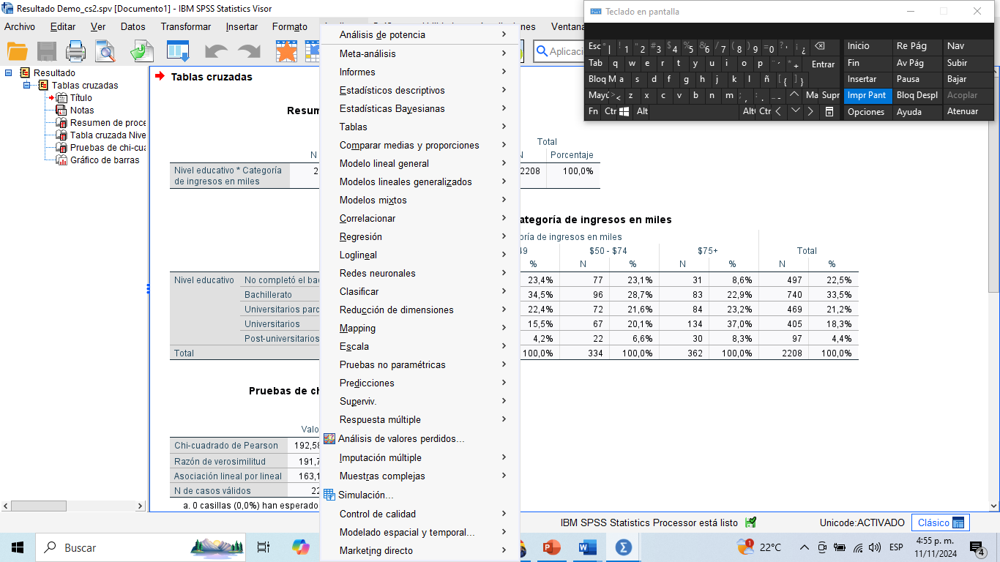 Resultado Demo_cs2.spv [Documento1] - IBM SPSS Statistics Visor
Archivo Editar Ver Datos Transformar Insertar Formato
Ventana
Aplicaci
Teclado en pantalla
Esc ° | ! 1 " 2 # 3 $ 4 % 5 & 6 / 7 ( 8 ) 9 = 0 ? ' ¡ ¿ Inicio Re Pág Nav
Tab q w e r t y u i o p ¨ ´ * + Entrar Fin Av Pág Subir
Bloq M a s d f g h j k l ñ [ { ] } Insertar Pausa Bajar
Mayú > < z x c v b n m ; , : . _ - Ma Supr Impr Pant Bloq Despl Acoplar
Fn Ctr Alt Alt Ctr Opciones Ayuda Atenuar
Resultado
Tablas cruzadas
Título
Notas
Resumen de proce
Tabla cruzada Nive
Pruebas de chi-cua
Gráfico de barras
Tablas cruzadas
Resum
Total
N
N Porcentaje
Nivel educativo * Categoría de ingresos en miles 2 2208 100,0%
ategoría de ingresos en miles
oría de ingresos en miles
49 $50 - $74 $75+ Total
% N % N % N %
Nivel educativo No completó el bac 23,4% 77 23,1% 31 8,6% 497 22,5%
Bachillerato 34,5% 96 28,7% 83 22,9% 740 33,5%
Universitarios parc 22,4% 72 21,6% 84 23,2% 469 21,2%
Universitarios 15,5% 67 20,1% 134 37,0% 405 18,3%
Post-universitarios 4,2% 22 6,6% 30 8,3% 97 4,4%
Total 100,0% 334 100,0% 362 100,0% 2208 100,0%
Pruebas de ch
Valo
Chi-cuadrado de Pearson 192,58
Razón de verosimilitud 191,7
Asociación lineal por lineal 163,1
N de casos válidos 22
a. 0 casillas (0,0%) han esperado
Análisis de potencia
Meta-análisis
Informes
Estadísticos descriptivos
Estadísticas Bayesianas
Tablas
Comparar medias y proporciones
Modelo lineal general
Modelos lineales generalizados
Modelos mixtos
Correlacionar
Regresión
Loglineal
Redes neuronales
Clasificar
Reducción de dimensiones
Mapping
Escala
Pruebas no paramétricas
Predicciones
Superviv.
Respuesta múltiple
Análisis de valores perdidos...
Imputación múltiple
Muestras complejas
Simulación...
Control de calidad
Modelado espacial y temporal...
Marketing directo
IBM SPSS Statistics Processor está listo Unicode:ACTIVADO Clásico
Buscar 22°C ESP 4:55 p. m.
11/11/2024 4